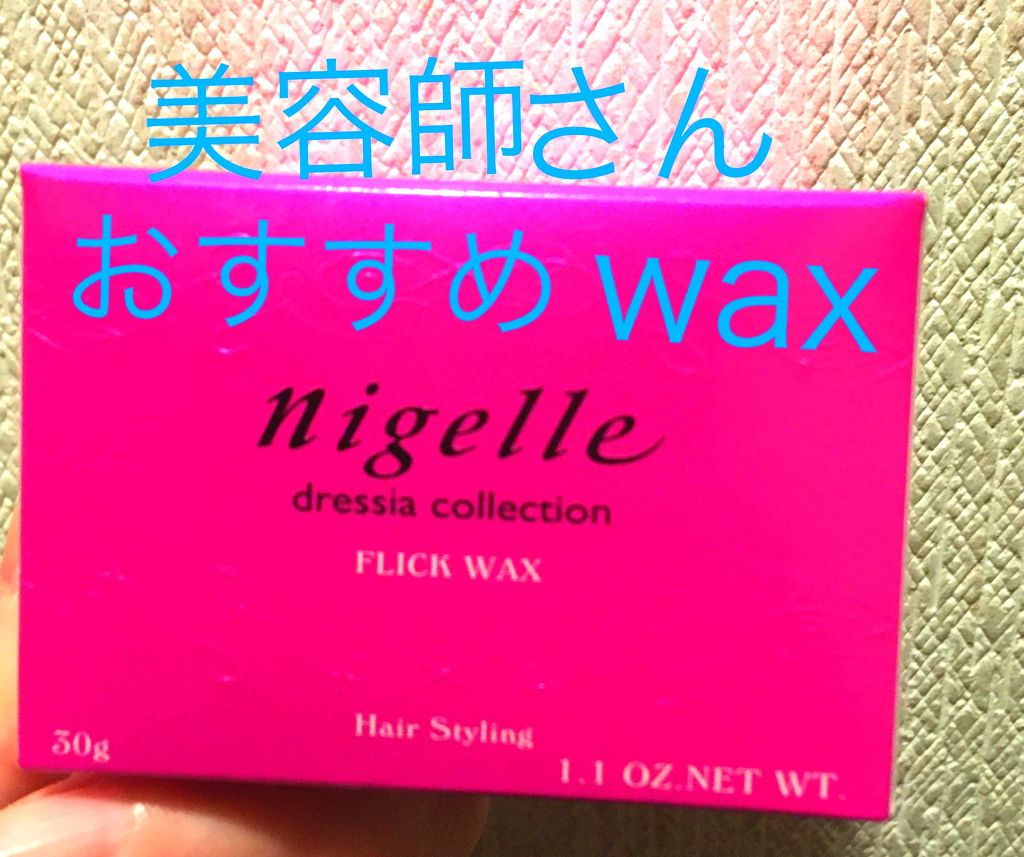 美容師さん
おすすめ wax
nigelle
dressia collection
FLICK WAX
Hair Styling
30g
1.1 OZ.NET WT.